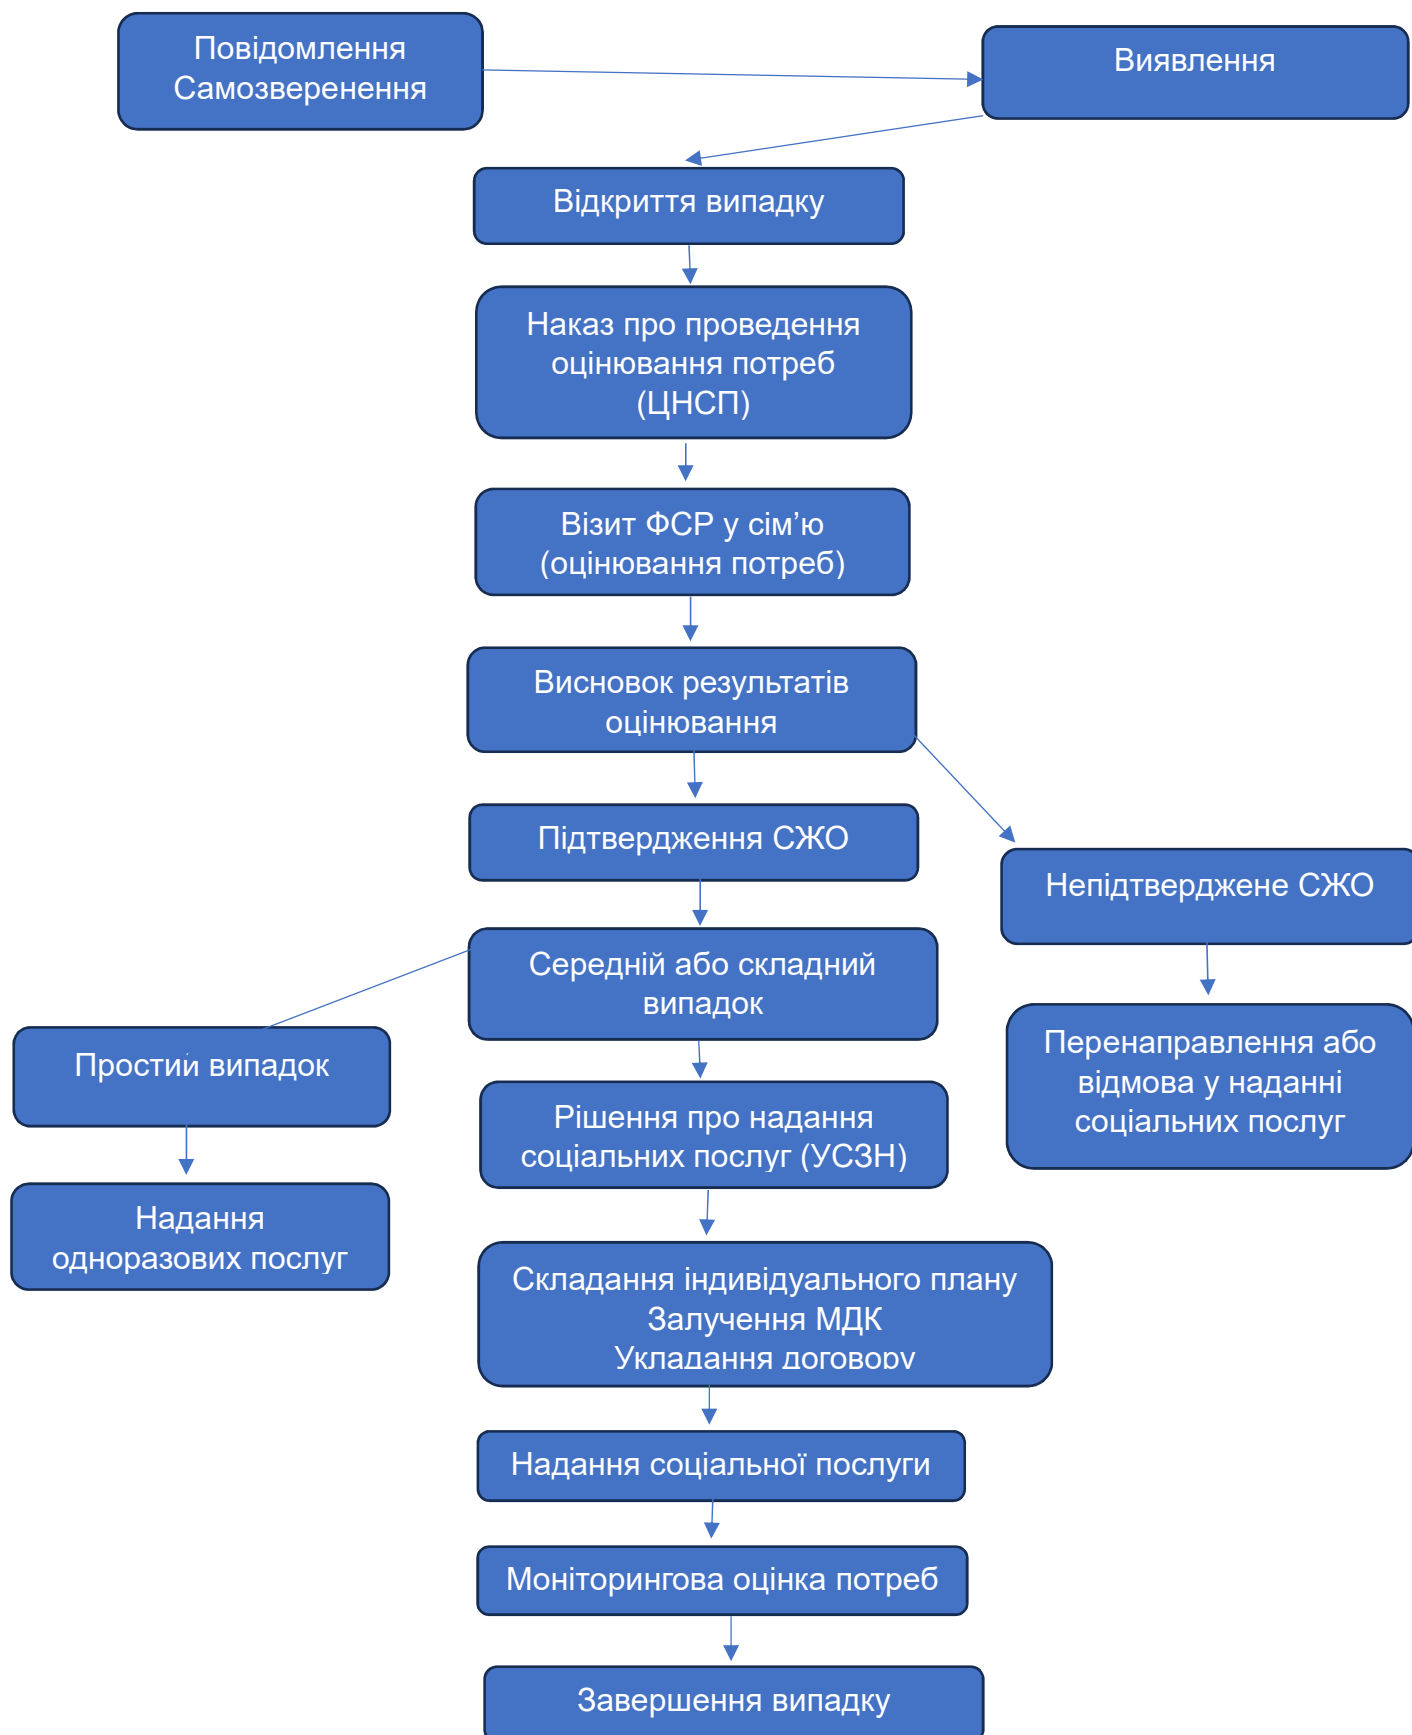 Повідомлення
Самозверенення
Виявлення
Відкриття випадку
Наказ про проведення
оцінювання потреб
(ЦНСП)
Візит ФСР у сім’ю
(оцінювання потреб)
Висновок результатів
оцінювання
Підтвердження СЖО
Непідтверджене СЖО
Середній або складний
випадок
Простий випадок
Перенаправлення або
відмова у наданні
соціальних послуг
Рішення про надання
соціальних послуг (УСЗН)
Надання
одноразових послуг
Складання індивідуального плану
Залучення МДК
Укладання договору
Надання соціальної послуги
Моніторингова оцінка потреб
Завершення випадку